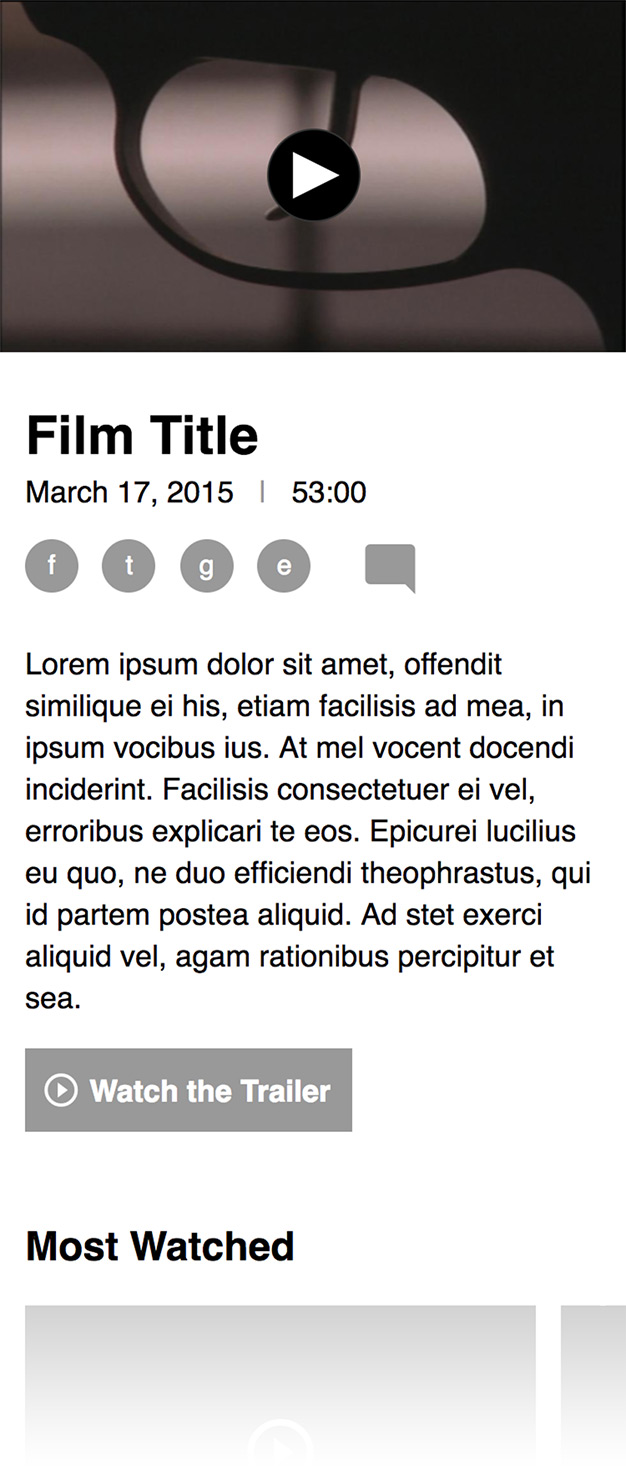 Film Title
March 17, 2015 | 53:00
f t g e
Lorem ipsum dolor sit amet, offendit
similique ei his, etiam facilisis ad mea, in
ipsum vocibus ius. At mel vocent docendi
inciderint. Facilisis consectetuer ei vel,
erroribus explicari te eos. Epicurei lucilius
eu quo, ne duo efficiendi theophrastus, qui
id partem postea aliquid. Ad stet exerci
aliquid vel, agam rationibus percipitur et
sea.
Watch the Trailer
Most Watched